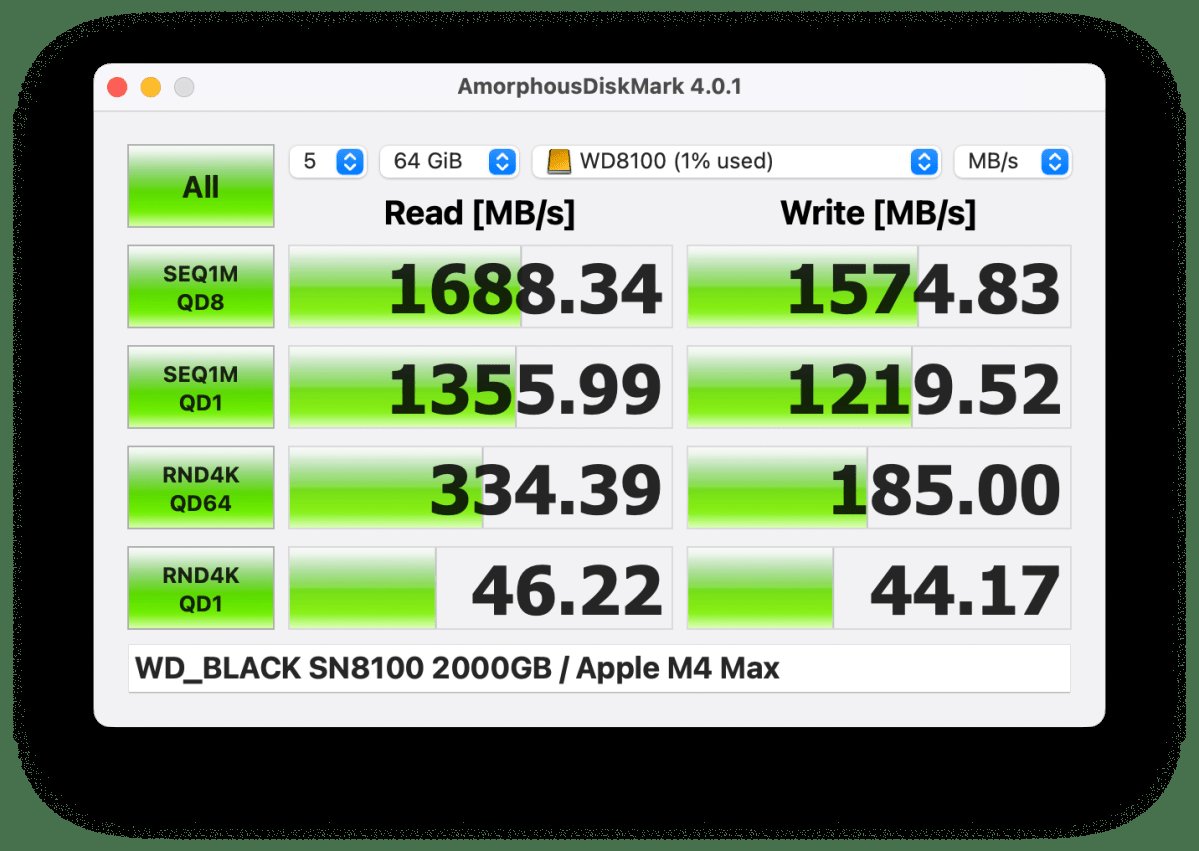 AmorphousDiskMark 4.0.1
All
5
64 GiB
WD8100 (1% used)
MB/s
Read [MB/s]
Write [MB/s]
SEQ1M
QD8
1688.34
1574.83
SEQ1M
QD1
1355.99
1219.52
RND4K
QD64
334.39
185.00
RND4K
QD1
46.22
44.17
WD_BLACK SN8100 2000GB / Apple M4 Max